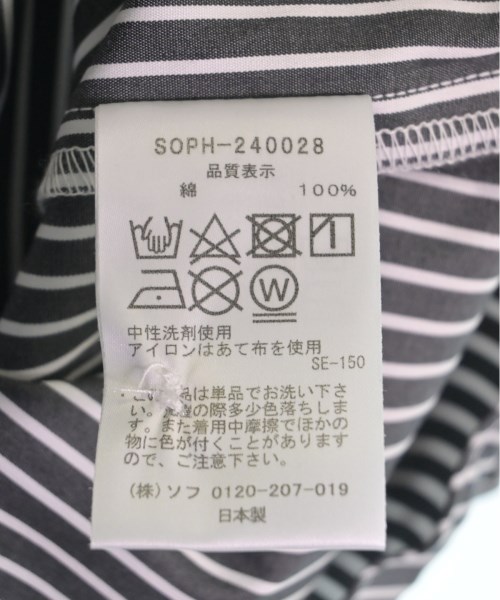 SOPH-240028
品質表示
綿 100%
W
中性洗剤使用
アイロンはあて布を使用
SE-150
品は単品でお洗い下さ
い。洗濯の際多少色落ちしま
す。また着用中摩擦でほかの
物に色が付くことがあります
ので、ご注意下さい。
(株)ソフ 0120-207-019
日本製